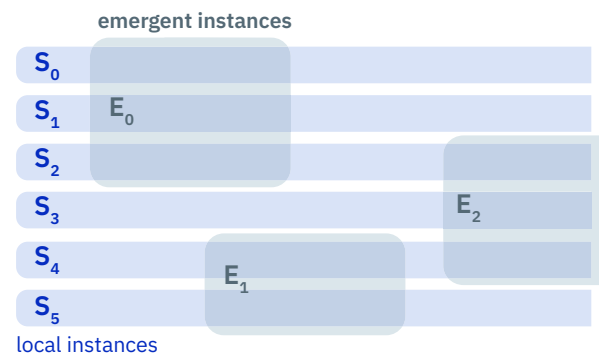 emergent instances
S₀
S₁
E₀
S₂
S₃
E₂
S₄
E₁
S₅
local instances